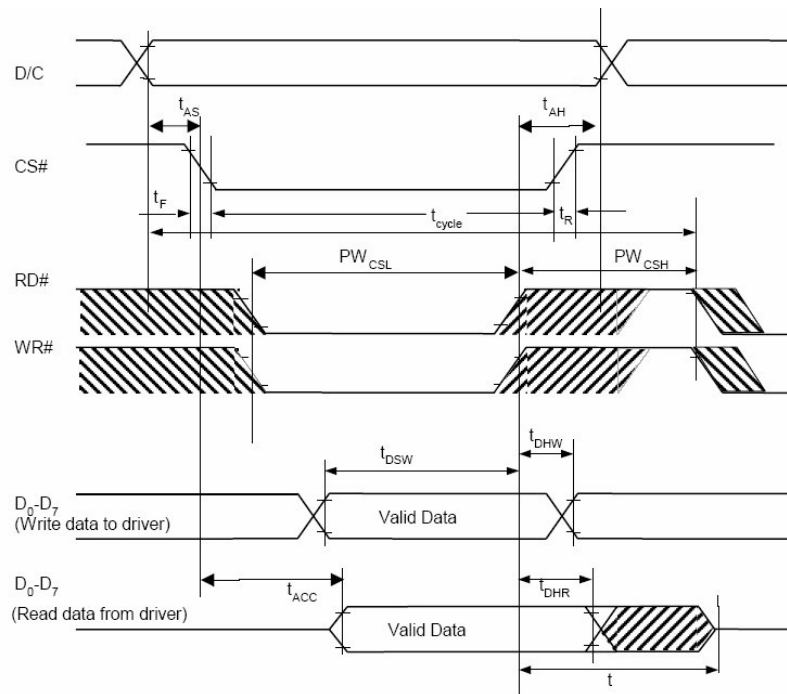 D/C
tAS
tAH
CS#
tF
tcycle
tR
PWCSL
PWCSH
RD#
WR#
tDSW
tDHW
D0-D7
(Write data to driver)
Valid Data
D0-D7
(Read data from driver)
tACC
tDHR
Valid Data
t